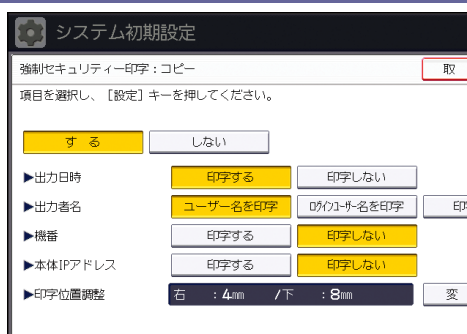 システム初期設定
強制セキュリティー印字：コピー 取
項目を選択し、［設定］キーを押してください。
する しない
▶出力日時 印字する 印字しない
▶出力者名 ユーザー名を印字 ログインユーザー名を印字 印
▶機番 印字する 印字しない
▶本体IPアドレス 印字する 印字しない
▶印字位置調整 右 ：4mm /下 ：8mm 変